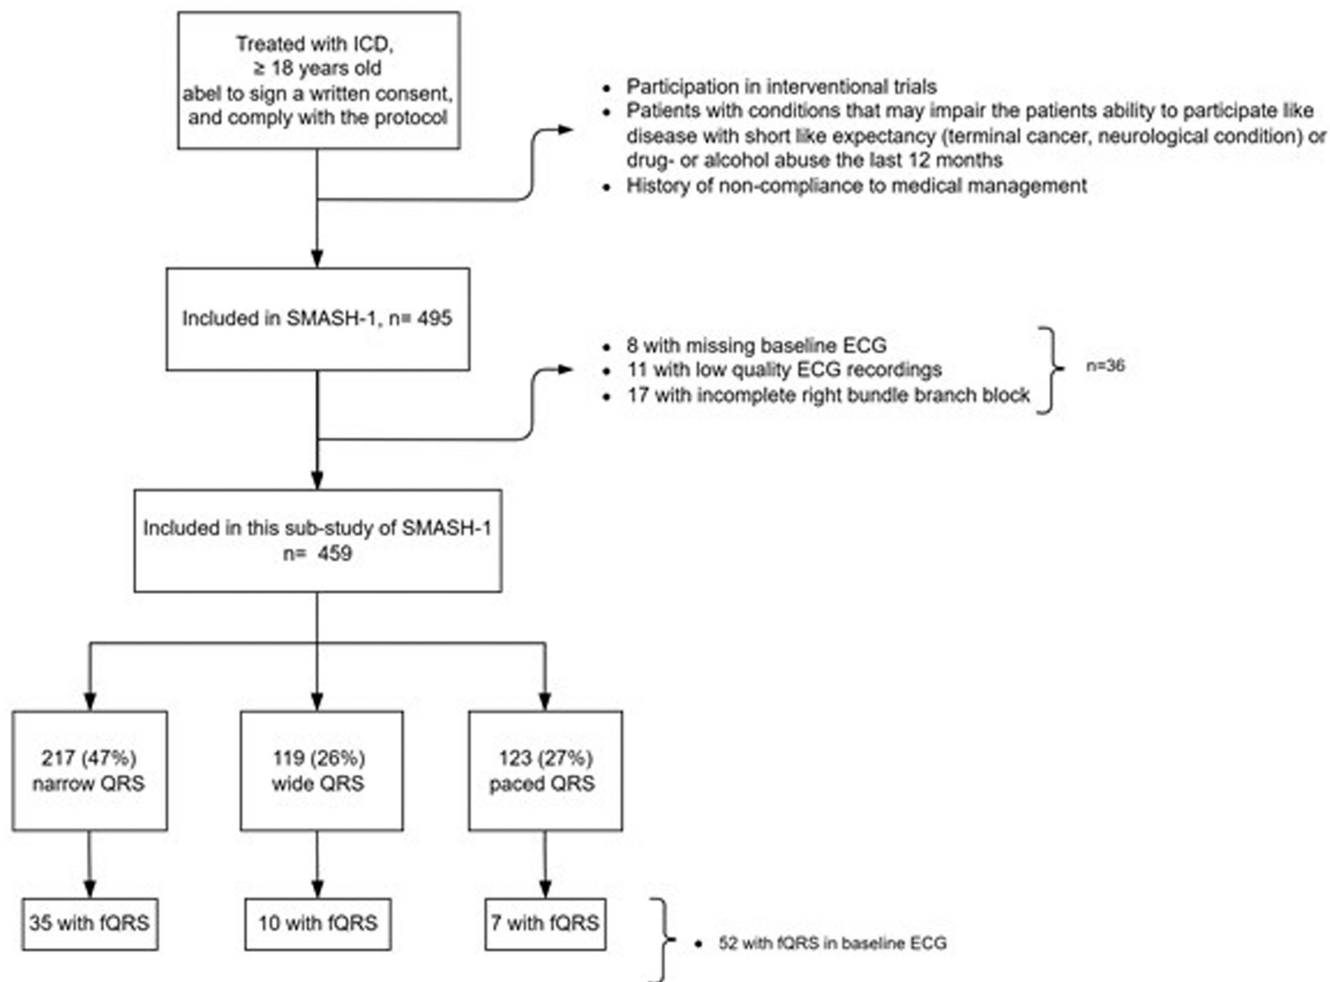 Treated with ICD,
≥ 18 years old
abel to sign a written consent,
and comply with the protocol
• Participation in interventional trials
• Patients with conditions that may impair the patients ability to participate like
disease with short like expectancy (terminal cancer, neurological condition) or
drug- or alcohol abuse the last 12 months
• History of non-compliance to medical management
Included in SMASH-1, n= 495
• 8 with missing baseline ECG
• 11 with low quality ECG recordings
• 17 with incomplete right bundle branch block
n=36
Included in this sub-study of SMASH-1
n= 459
217 (47%)
narrow QRS
119 (26%)
wide QRS
123 (27%)
paced QRS
35 with fQRS
10 with fQRS
7 with fQRS
• 52 with fQRS in baseline ECG